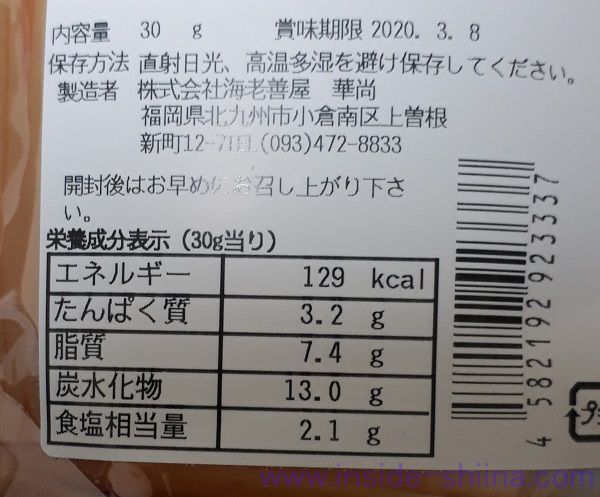 内容量 30 g 賞味期限 2020. 3. 8
保存方法 直射日光、高温多湿を避け保存してください。
製造者 株式会社海老善屋 華尚
福岡県北九州市小倉南区上曽根
新町12-7 (093)472-8833
開封後はお早めにお召し上がり下さ
い。
栄養成分表示（30g当り）
エネルギー 129 kcal
たんぱく質 3.2 g
脂質 7.4 g
炭水化物 13.0 g
食塩相当量 2.1 g
4582192923337
www.inside-shiina.com